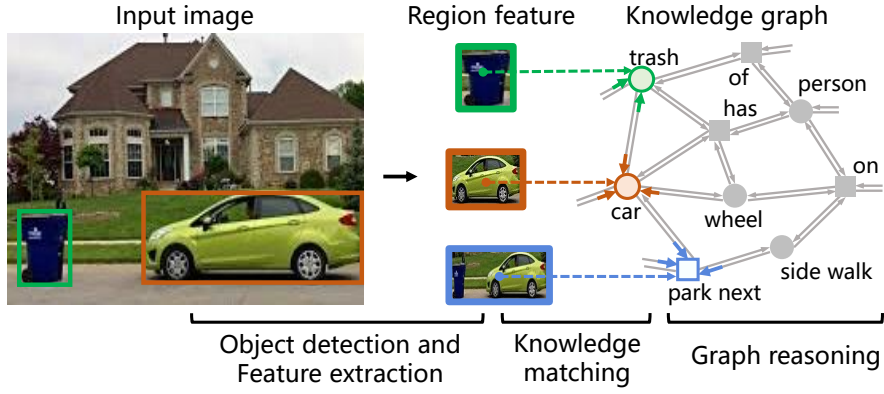 Input image
Region feature
Knowledge graph
trash
of
person
has
on
car
wheel
side walk
park next
Object detection and
Feature extraction
Knowledge
matching
Graph reasoning